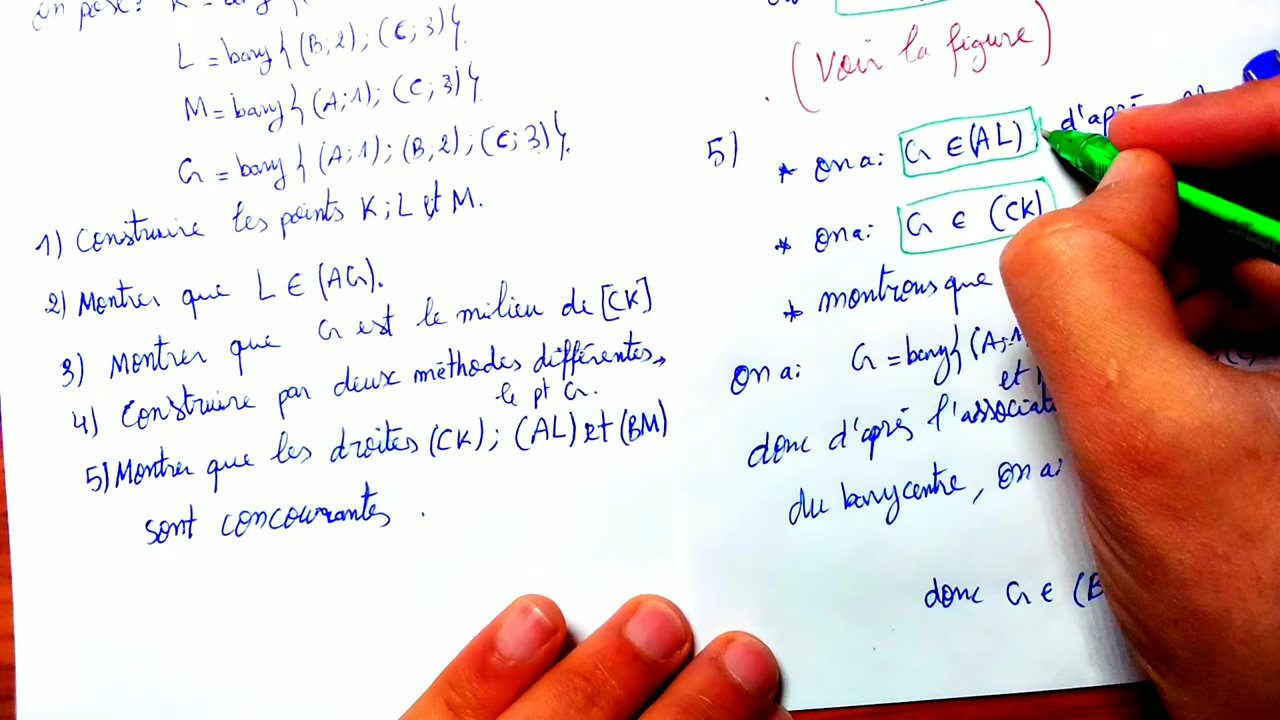 on pose: K =
L = bary { (B; 2) ; (C; 3) }.
M = bary { (A; 1) ; (C; 3) }.
G = bary { (A; 1) ; (B; 2) ; (C; 3) }.
1) Construire les points K; L et M.
2) Montrer que L ∈ (AG).
3) Montrer que G est le milieu de [CK]
4) Construire par deux méthodes différentes,
le pt G.
5) Montrer que les droites (CK); (AL) et (BM)
sont concourantes.
(Voir la figure)
5) * on a: G ∈ (AL) d'après
* on a: G ∈ (CK)
* montrons que
on a: G = bary { (A; 1
et
donc d'après l'associati
du barycentre, on a:
donc G ∈ (B